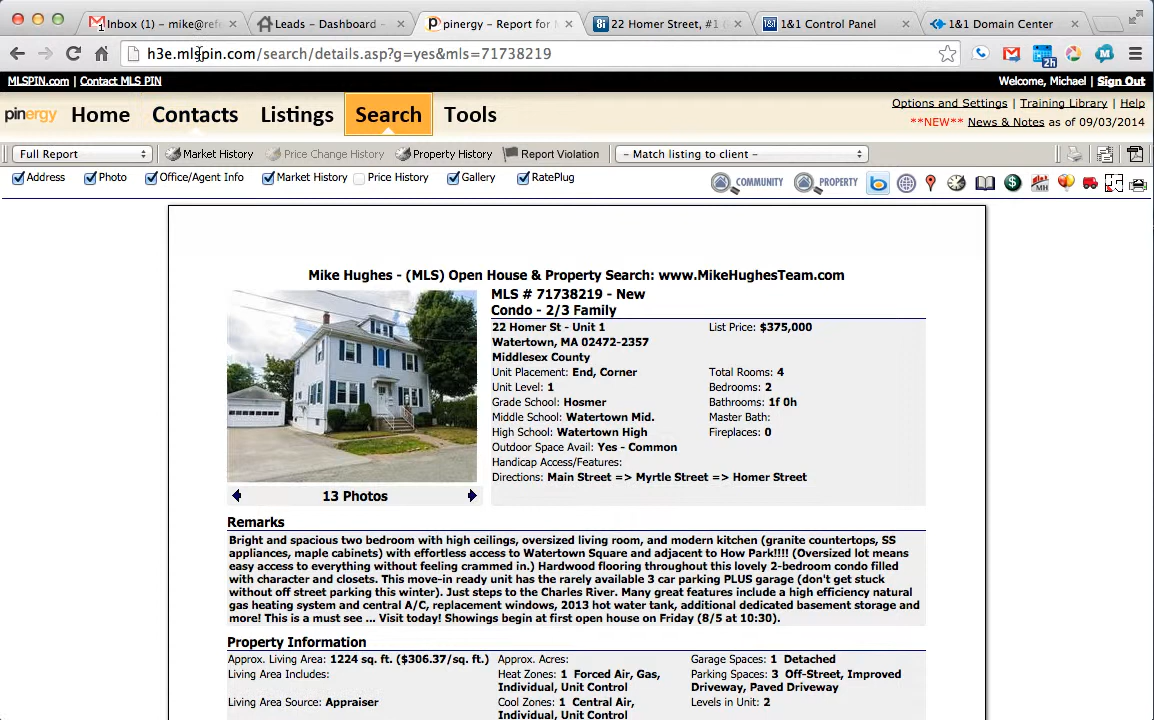 Inbox (1) – mike@ref
Leads – Dashboard –
pinergy – Report for
22 Homer Street, #1
1&1 Control Panel
1&1 Domain Center
h3e.mlspin.com/search/details.asp?g=yes&mls=71738219
2h
MLSPIN.com | Contact MLS PIN
Welcome, Michael | Sign Out
pinergy Home Contacts Listings Search Tools
Options and Settings | Training Library | Help
**NEW** News & Notes as of 09/03/2014
Full Report Market History Price Change History Property History Report Violation – Match listing to client –
Address Photo Office/Agent Info Market History Price History Gallery RatePlug COMMUNITY PROPERTY
Mike Hughes - (MLS) Open House & Property Search: www.MikeHughesTeam.com
MLS # 71738219 - New
Condo - 2/3 Family
22 Homer St - Unit 1 List Price: $375,000
Watertown, MA 02472-2357
Middlesex County
Unit Placement: End, Corner Total Rooms: 4
Unit Level: 1 Bedrooms: 2
Grade School: Hosmer Bathrooms: 1f 0h
Middle School: Watertown Mid. Master Bath:
High School: Watertown High Fireplaces: 0
Outdoor Space Avail: Yes - Common
Handicap Access/Features:
Directions: Main Street => Myrtle Street => Homer Street
13 Photos
Remarks
Bright and spacious two bedroom with high ceilings, oversized living room, and modern kitchen (granite countertops, SS
appliances, maple cabinets) with effortless access to Watertown Square and adjacent to How Park!!!! (Oversized lot means
easy access to everything without feeling crammed in.) Hardwood flooring throughout this lovely 2-bedroom condo filled
with character and closets. This move-in ready unit has the rarely available 3 car parking PLUS garage (don't get stuck
without off street parking this winter). Just steps to the Charles River. Many great features include a high efficiency natural
gas heating system and central A/C, replacement windows, 2013 hot water tank, additional dedicated basement storage and
more! This is a must see ... Visit today! Showings begin at first open house on Friday (8/5 at 10:30).
Property Information
Approx. Living Area: 1224 sq. ft. ($306.37/sq. ft.) Approx. Acres: Garage Spaces: 1 Detached
Living Area Includes: Heat Zones: 1 Forced Air, Gas, Parking Spaces: 3 Off-Street, Improved
Individual, Unit Control Driveway, Paved Driveway
Living Area Source: Appraiser Cool Zones: 1 Central Air, Levels in Unit: 2
Individual, Unit Control